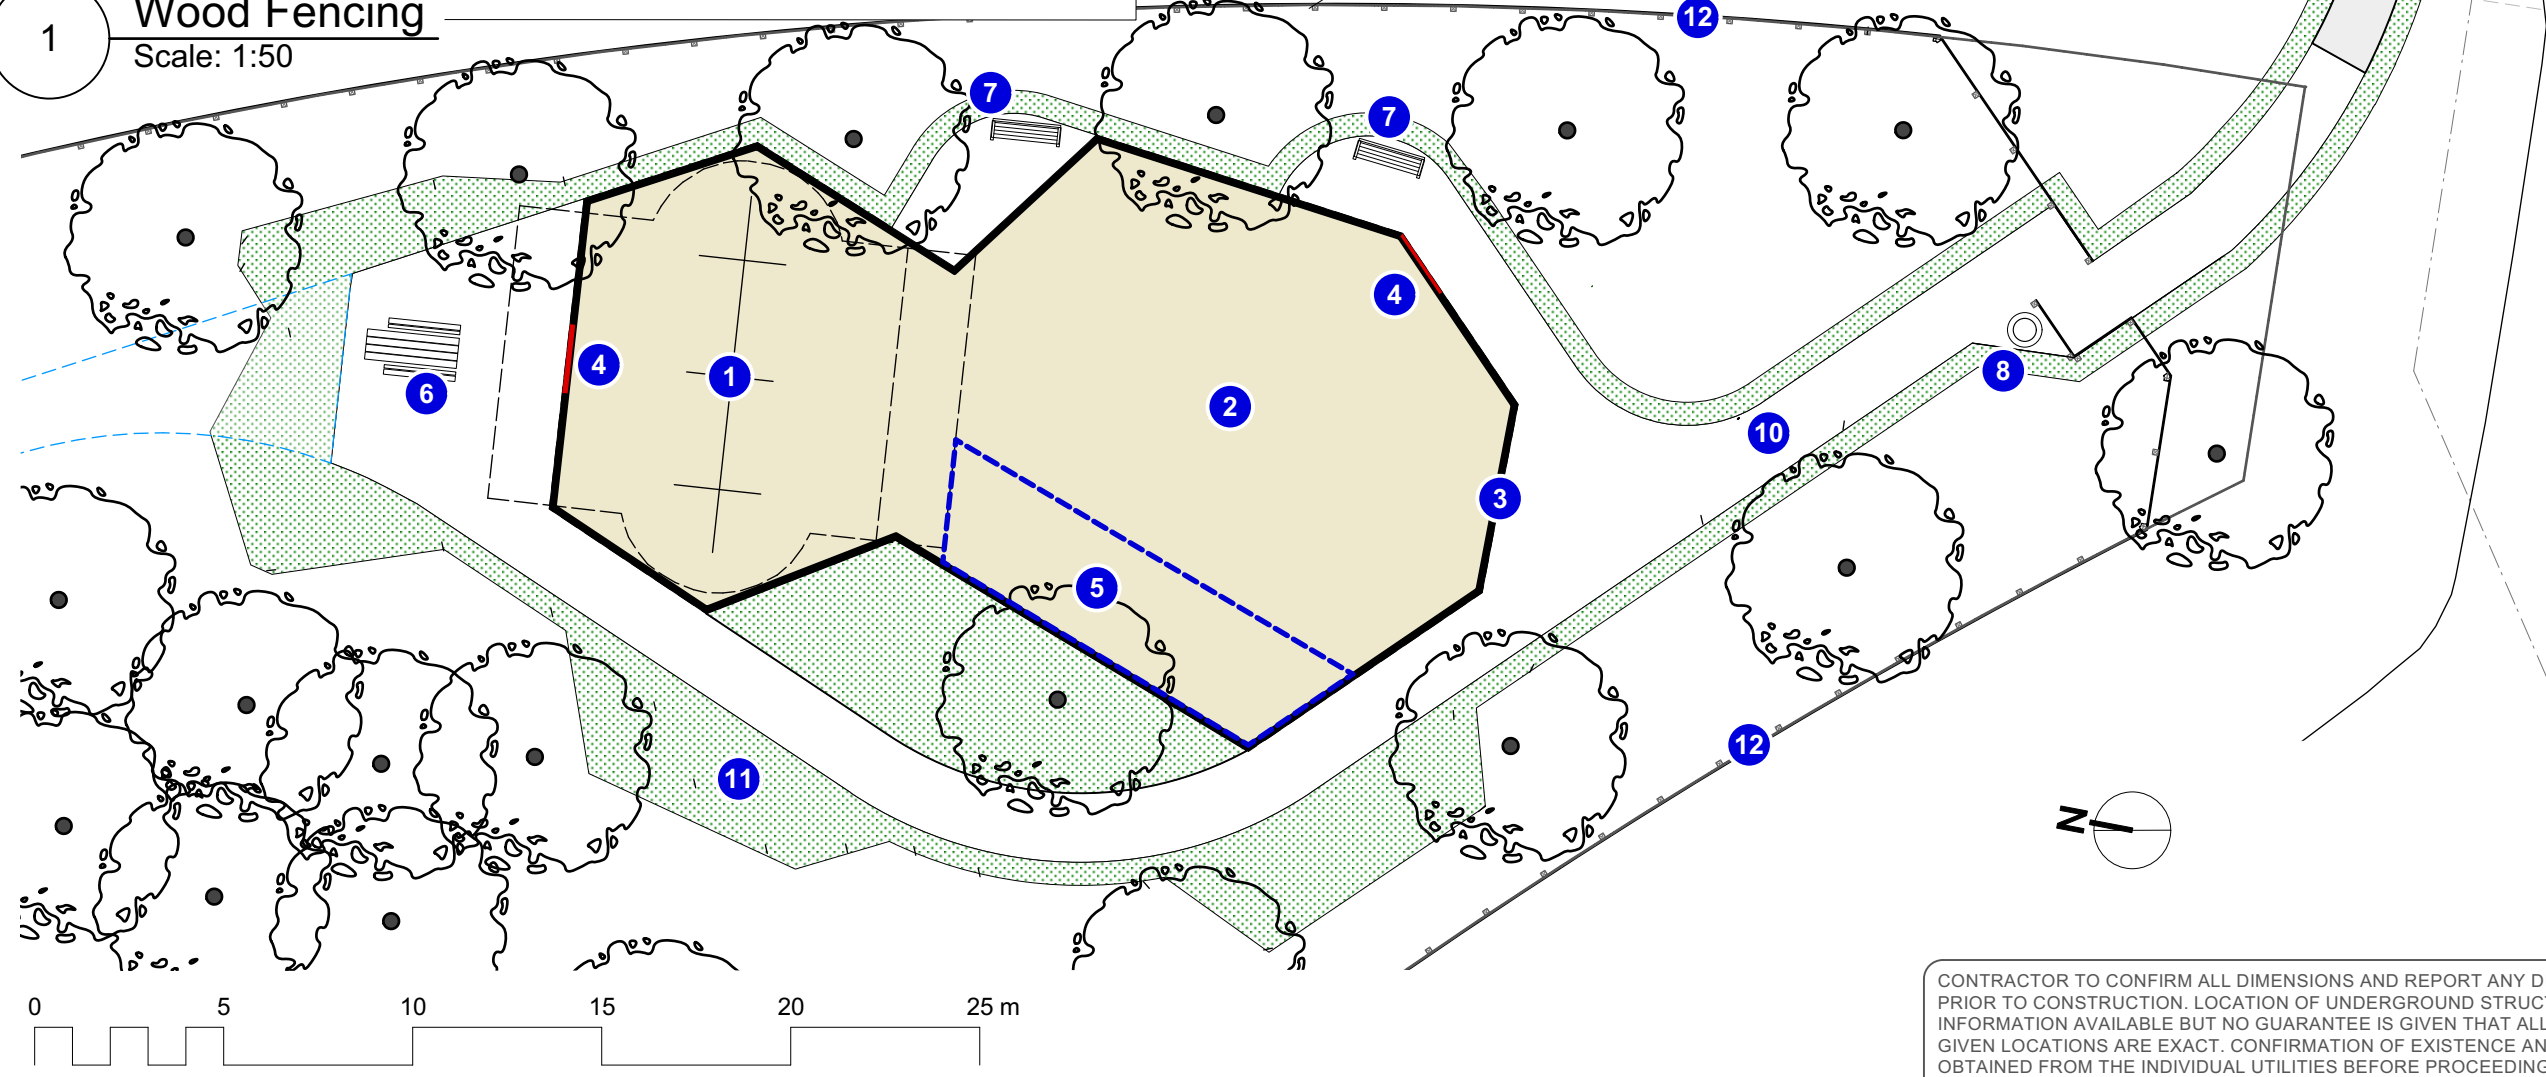 1
Wood Fencing
Scale: 1:50
12
7
7
4
4
1
6
2
8
10
3
5
12
11
N
0 5 10 15 20 25 m
CONTRACTOR TO CONFIRM ALL DIMENSIONS AND REPORT ANY
PRIOR TO CONSTRUCTION. LOCATION OF UNDERGROUND
INFORMATION AVAILABLE BUT NO GUARANTEE IS GIVEN THAT ALL
GIVEN LOCATIONS ARE EXACT. CONFIRMATION OF EXISTENCE
OBTAINED FROM THE INDIVIDUAL UTILITIES BEFORE PROCEEDING